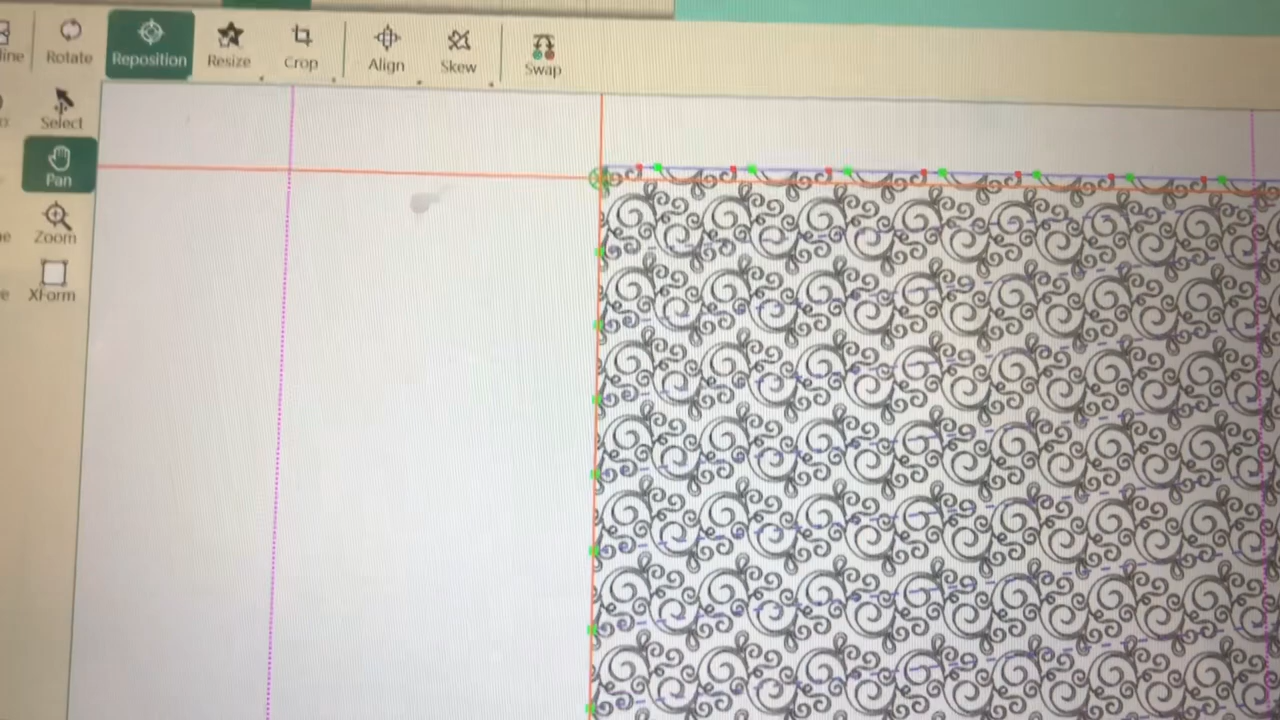 Rotate
Reposition
Resize
Crop
Align
Skew
Swap
Select
Pan
Zoom
XForm